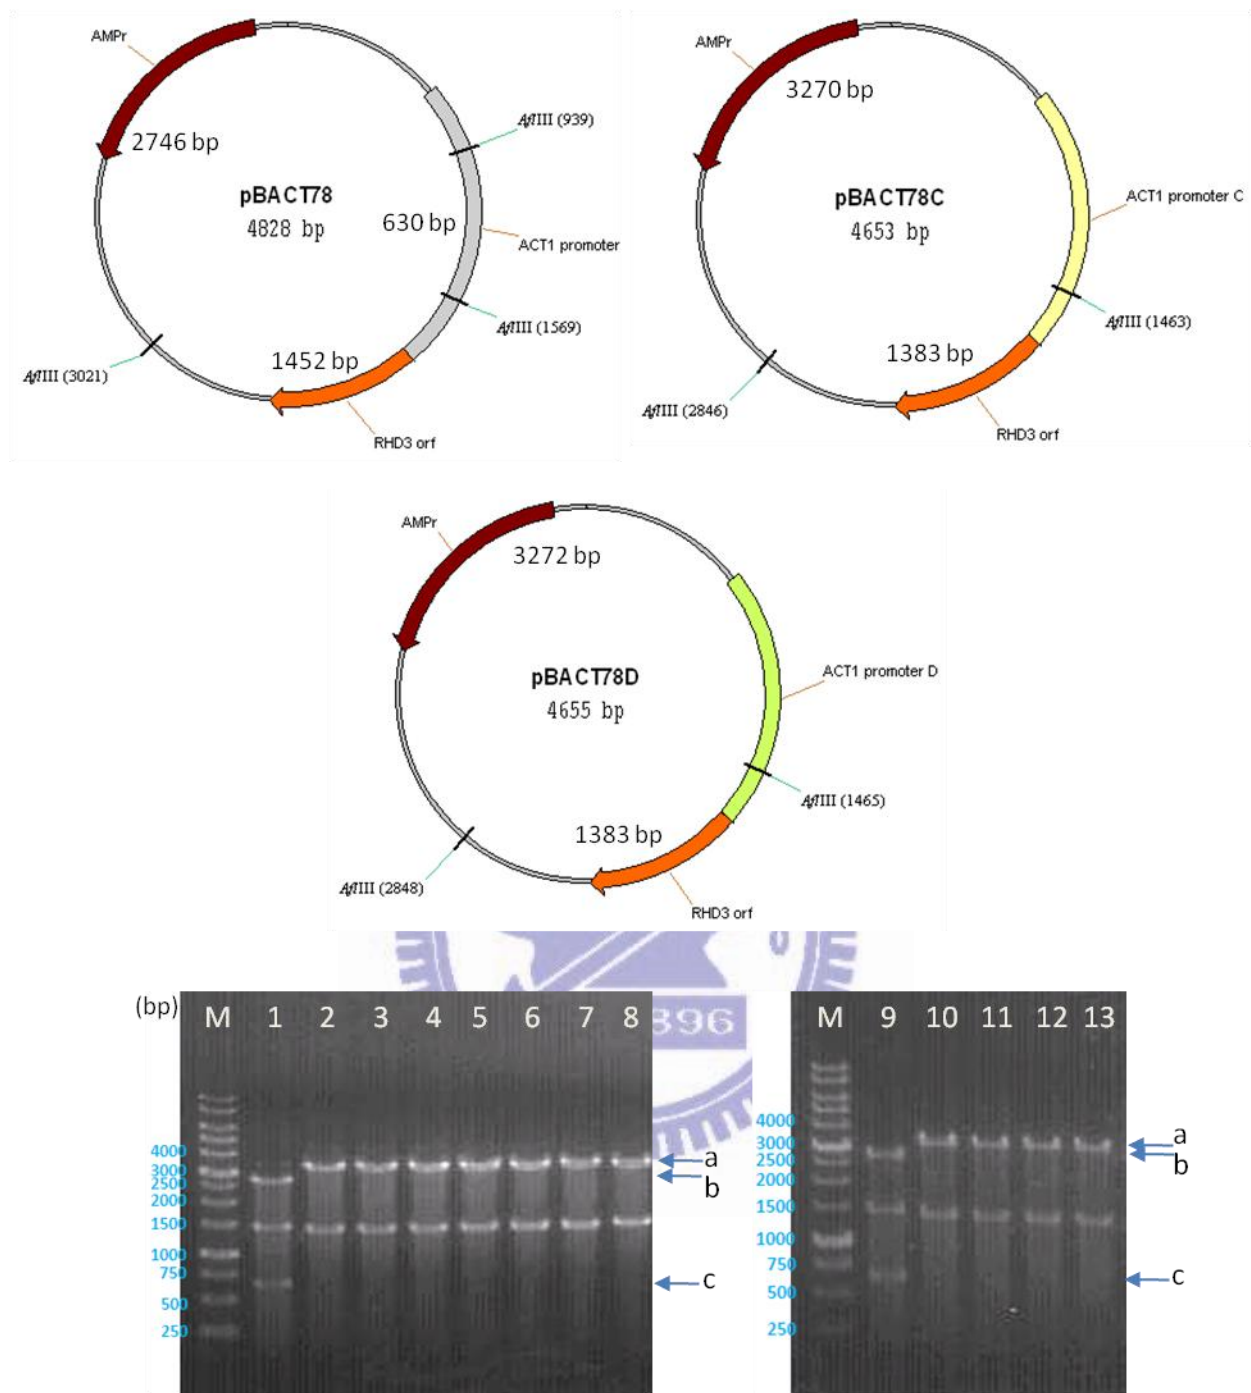 AMPr
2746 bp
AflIII (939)
pBACT78
4828 bp
630 bp
ACT1 promoter
AflIII (1569)
1452 bp
AflIII (3021)
RHD3 orf
AMPr
3270 bp
pBACT78C
4653 bp
ACT1 promoter C
AflIII (1463)
1383 bp
AflIII (2846)
RHD3 orf
AMPr
3272 bp
pBACT78D
4655 bp
ACT1 promoter D
AflIII (1465)
1383 bp
AflIII (2848)
RHD3 orf
896
(bp) M 1 2 3 4 5 6 7 8
4000
3000
2500
2000
1500
1000
750
500
250
a
b
c
M 9 10 11 12 13
4000
3000
2500
2000
1500
1000
750
500
250
a
b
c